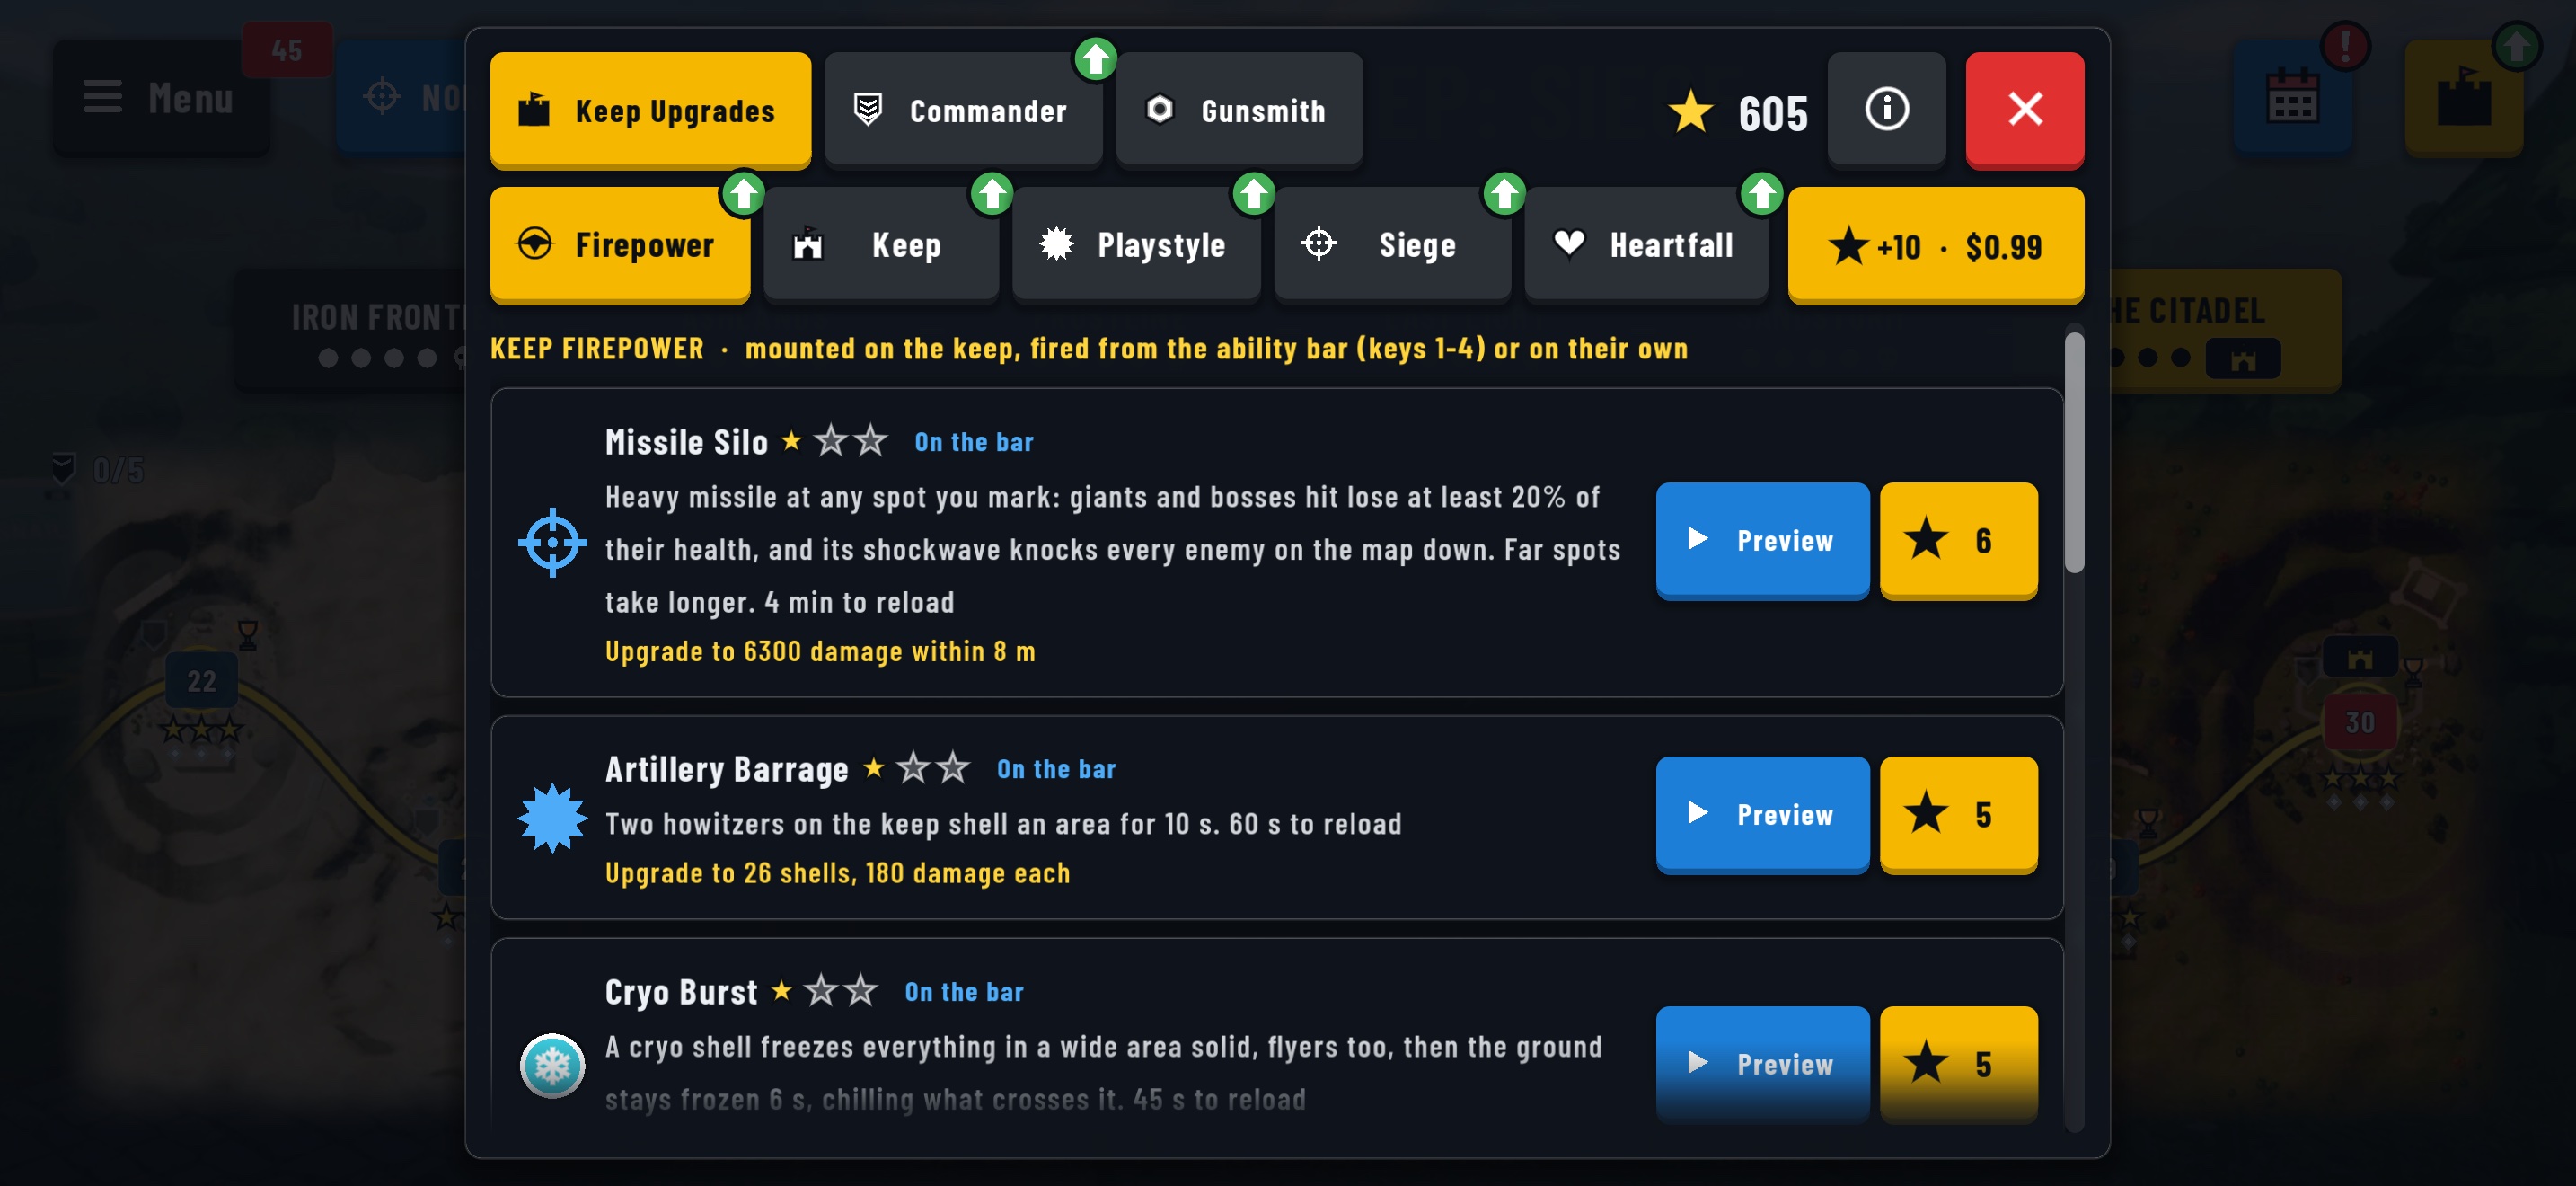 45
Menu
Keep Upgrades
Commander
Gunsmith
605
Firepower
Keep
Playstyle
Siege
Heartfall
+10 · $0.99
IRON FRONT
HE CITADEL
KEEP FIREPOWER · mounted on the keep, fired from the ability bar (keys 1-4) or on their own
0/5
Missile Silo
On the bar
Heavy missile at any spot you mark: giants and bosses hit lose at least 20% of
their health, and its shockwave knocks every enemy on the map down. Far spots
take longer. 4 min to reload
Upgrade to 6300 damage within 8 m
Preview
6
22
30
Artillery Barrage
On the bar
Two howitzers on the keep shell an area for 10 s. 60 s to reload
Upgrade to 26 shells, 180 damage each
Preview
5
Cryo Burst
On the bar
A cryo shell freezes everything in a wide area solid, flyers too, then the ground
stays frozen 6 s, chilling what crosses it. 45 s to reload
Preview
5